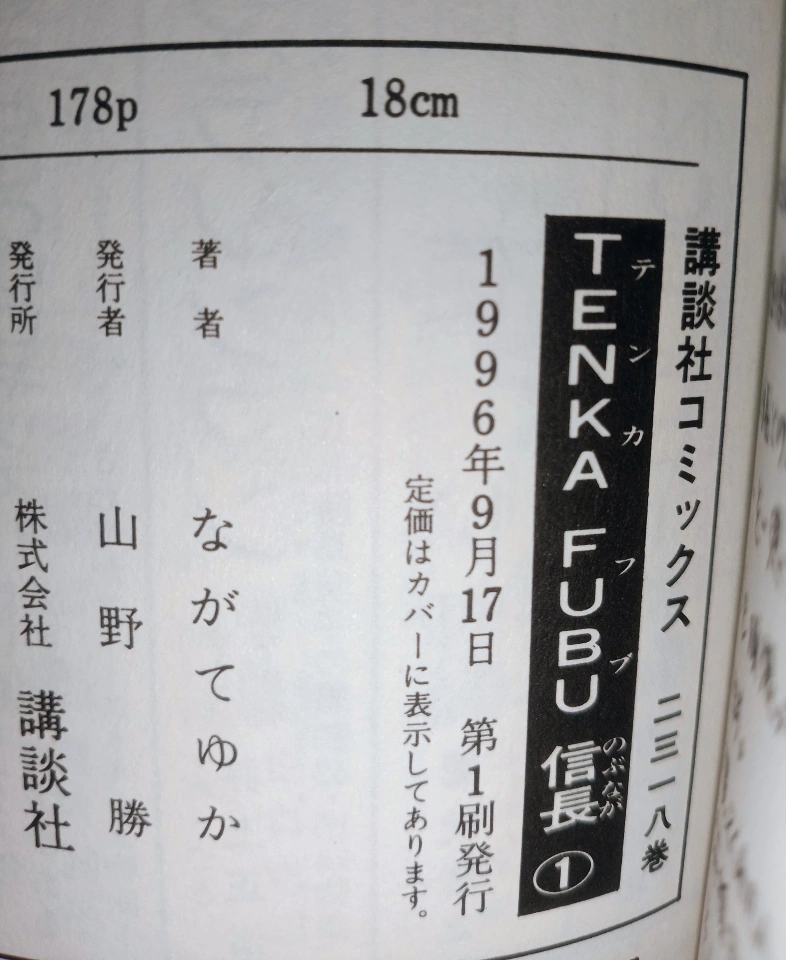 178p 18cm
講談社コミックス 二三一八巻
TENKA FUBU 信長 ①
テンカ フブ のぶなが
1996年9月17日 第1刷発行
定価はカバーに表示してあります。
著者 ながてゆか
発行者 山野 勝
発行所 株式会社 講談社